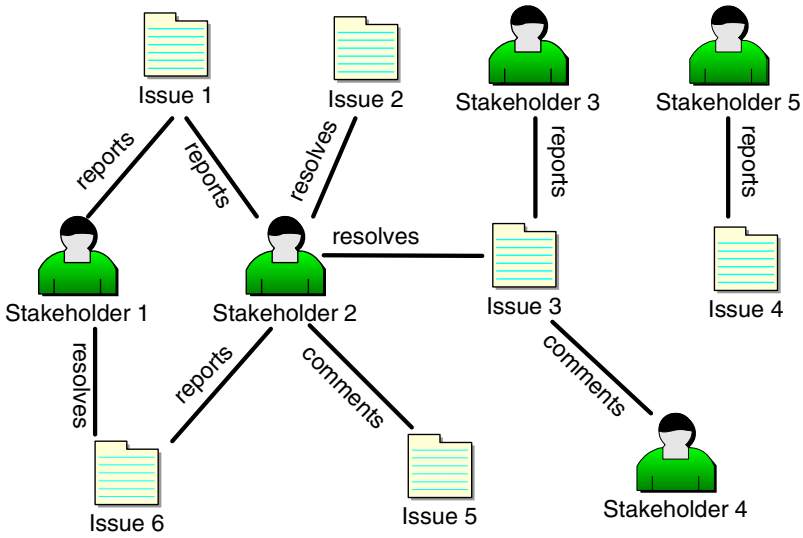 Issue 1
Issue 2
Stakeholder 3
Stakeholder 5
reports
reports
resolves
reports
reports
resolves
Stakeholder 1
Stakeholder 2
Issue 3
Issue 4
resolves
reports
comments
comments
Issue 6
Issue 5
Stakeholder 4